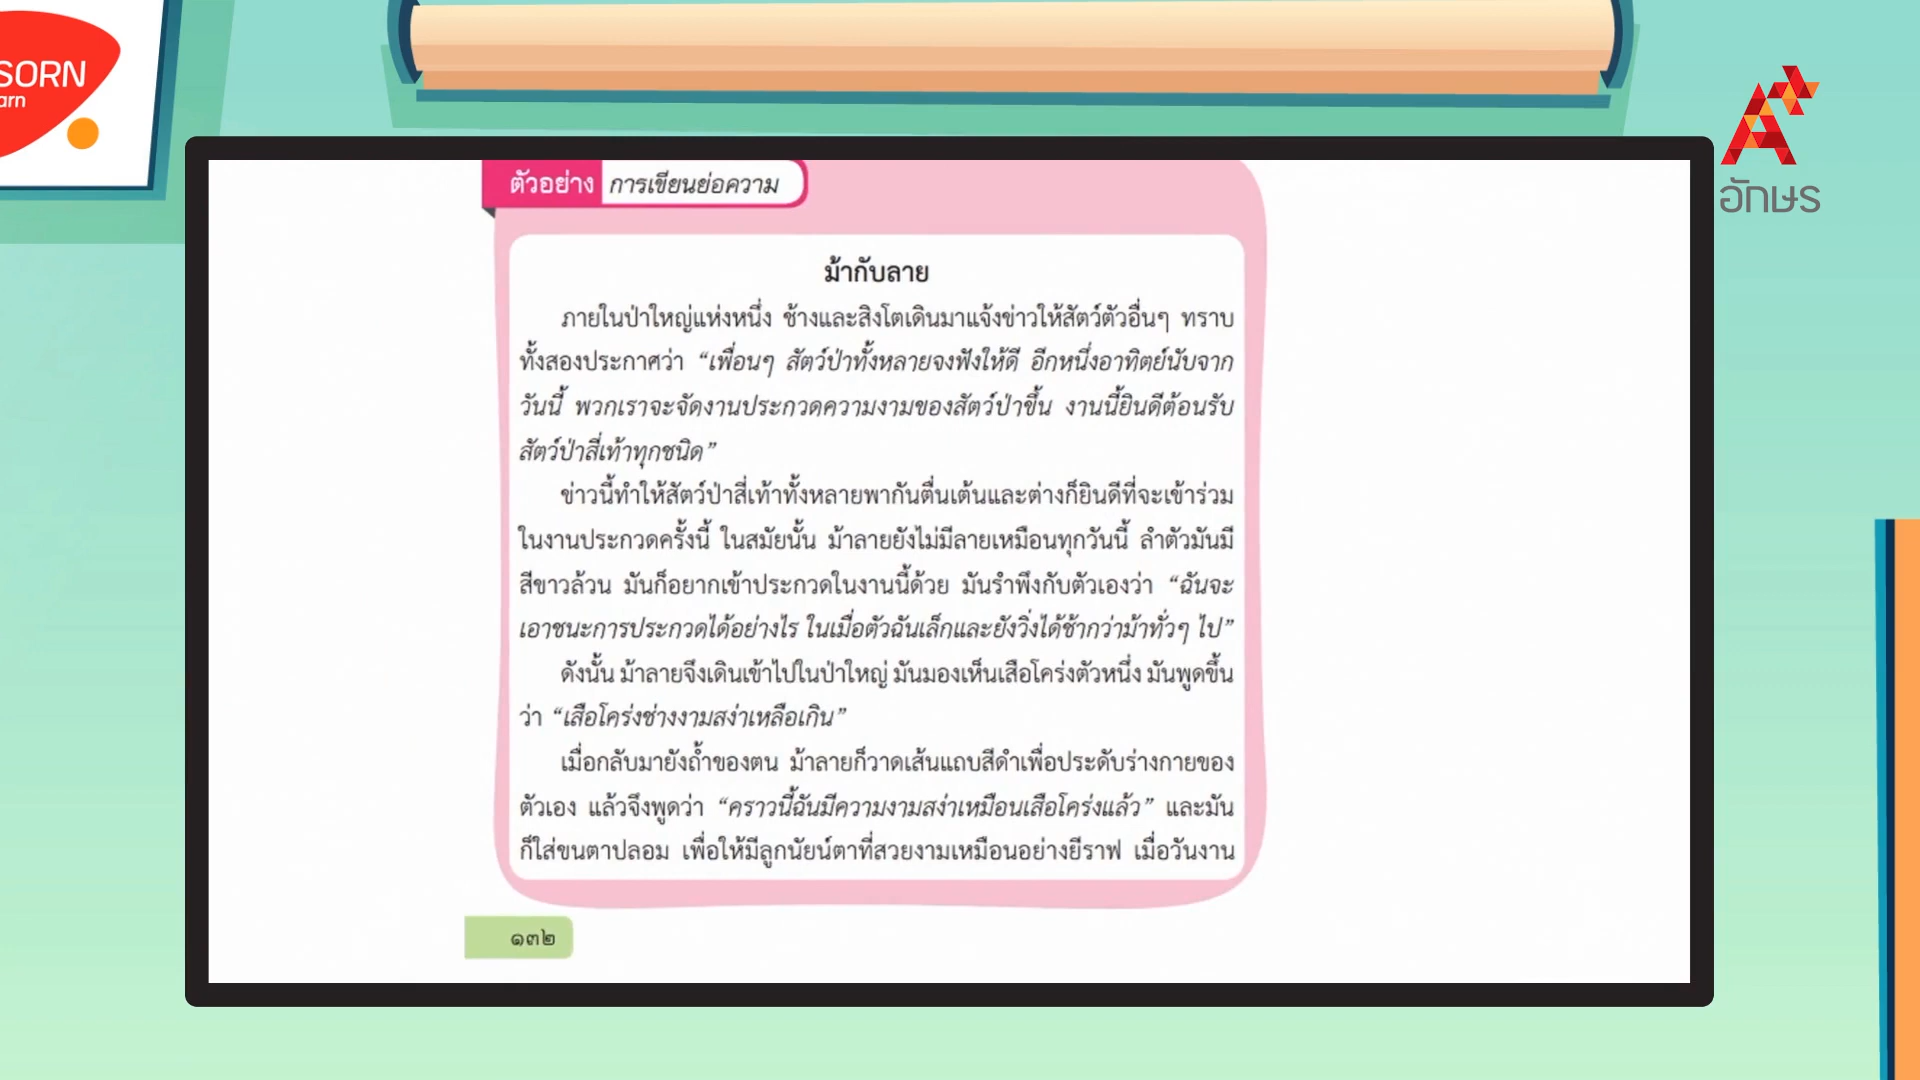 SORN
arn
อักษร
ตัวอย่าง การเขียนย่อความ
ม้ากับลาย
ภายในป่าใหญ่แห่งหนึ่ง ช้างและสิงโตเดินมาแจ้งข่าวให้สัตว์ตัวอื่นๆ ทราบ
ทั้งสองประกาศว่า “เพื่อนๆ สัตว์ป่าทั้งหลายจงฟังให้ดี อีกหนึ่งอาทิตย์นับจาก
วันนี้ พวกเราจะจัดงานประกวดความงามของสัตว์ป่าขึ้น งานนี้ยินดีต้อนรับ
สัตว์ป่าสี่เท้าทุกชนิด”
ข่าวนี้ทำให้สัตว์ป่าสี่เท้าทั้งหลายพากันตื่นเต้นและต่างก็ยินดีที่จะเข้าร่วม
ในงานประกวดครั้งนี้ ในสมัยนั้น ม้าลายยังไม่มีลายเหมือนทุกวันนี้ ลำตัวมันมี
สีขาวล้วน มันก็อยากเข้าประกวดในงานนี้ด้วย มันรำพึงกับตัวเองว่า “ฉันจะ
เอาชนะการประกวดได้อย่างไร ในเมื่อตัวฉันเล็กและยังวิ่งได้ช้ากว่าม้าทั่วๆ ไป”
ดังนั้น ม้าลายจึงเดินเข้าไปในป่าใหญ่ มันมองเห็นเสือโคร่งตัวหนึ่ง มันพูดขึ้น
ว่า “เสือโคร่งช่างงามสง่าเหลือเกิน”
เมื่อกลับมายังถ้ำของตน ม้าลายก็วาดเส้นแถบสีดำเพื่อประดับร่างกายของ
ตัวเอง แล้วจึงพูดว่า “คราวนี้ฉันมีความงามสง่าเหมือนเสือโคร่งแล้ว” และมัน
ก็ใส่ขนตาปลอม เพื่อให้มีลูกนัยน์ตาที่สวยงามเหมือนอย่างยีราฟ เมื่อวันงาน
๑๓๒